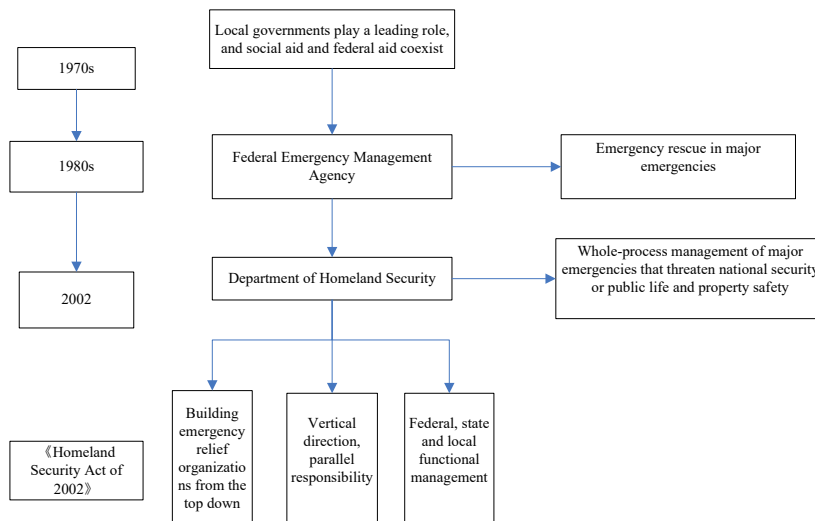 Local governments play a leading role,
and social aid and federal aid coexist
1970s
Federal Emergency Management
Agency
Emergency rescue in major
emergencies
1980s
Whole-process management of major
emergencies that threaten national security
or public life and property safety
Department of Homeland Security
2002
Building
emergency
relief
organizatio
ns from the
top down
Vertical
direction,
parallel
responsibility
Federal, state
and local
functional
management
《Homeland
Security Act of
2002》